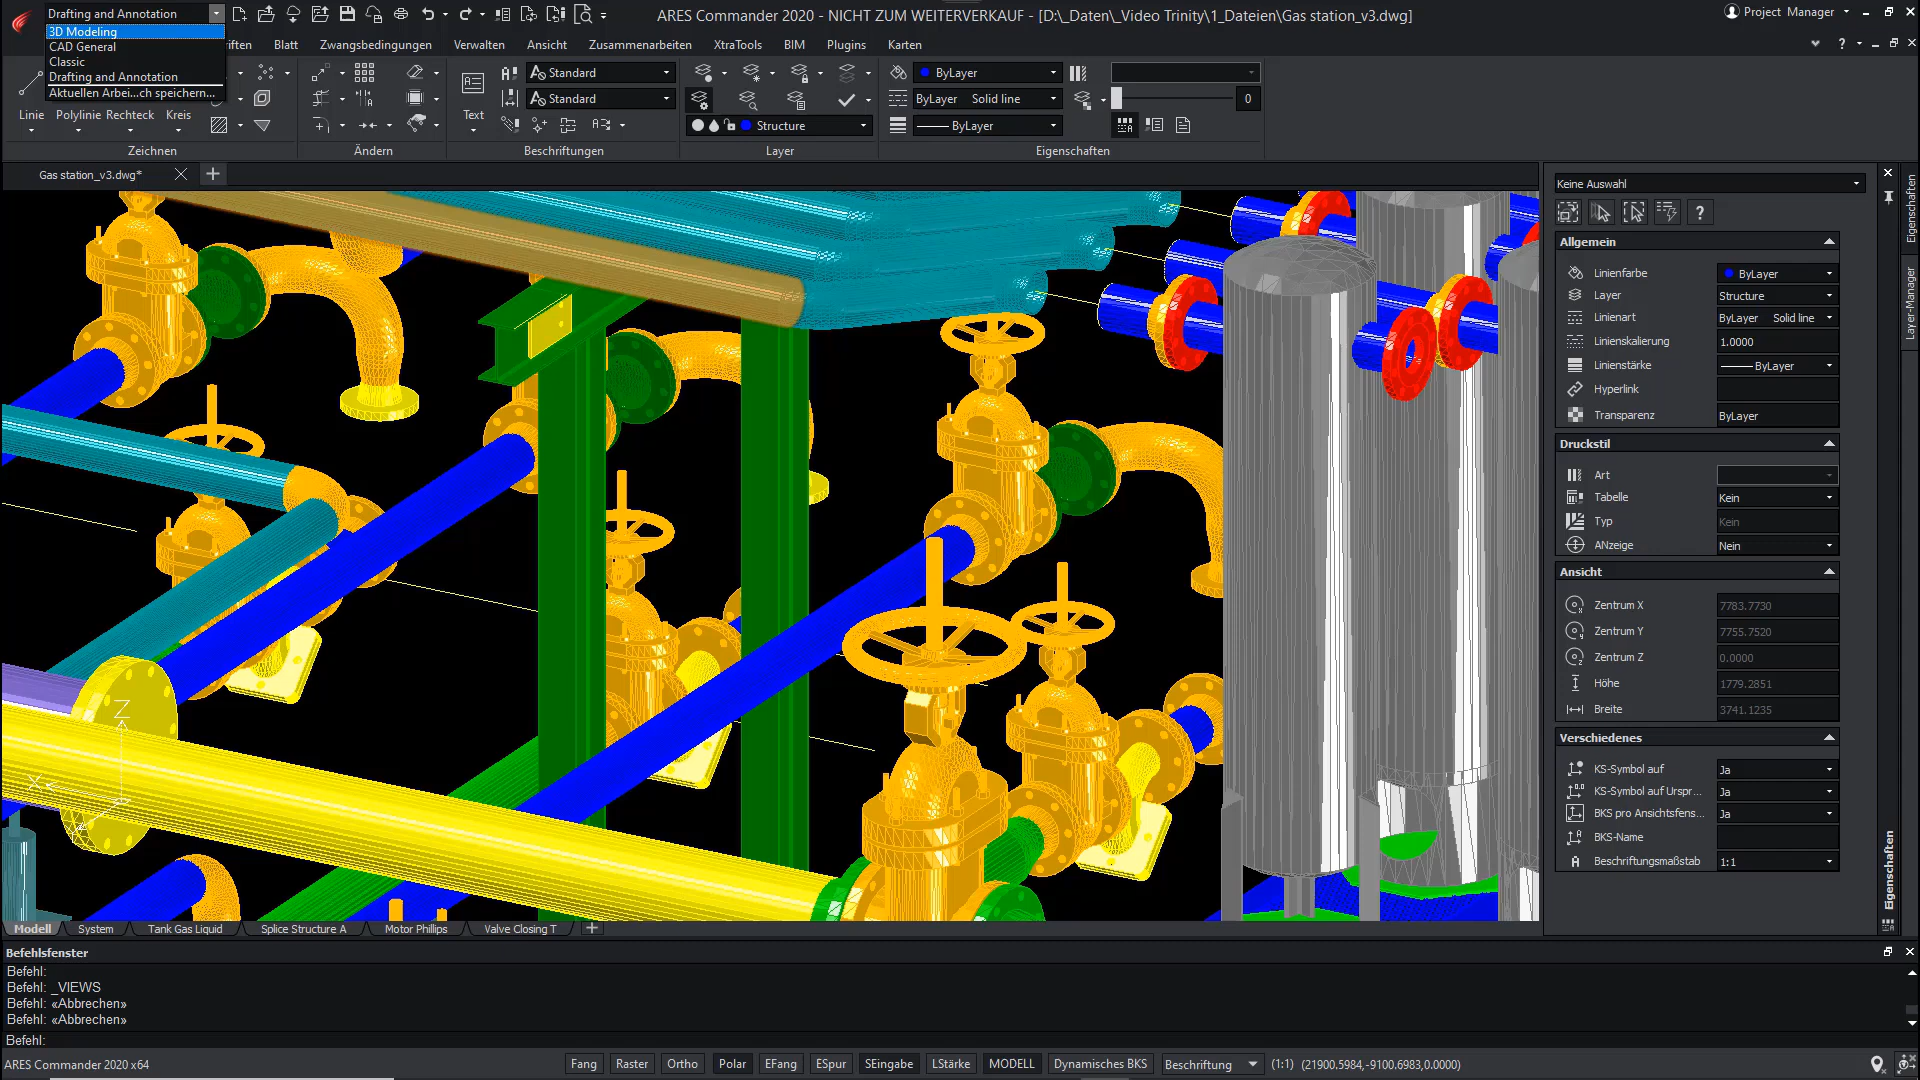 Drafting and Annotation
ARES Commander 2020 - NICHT ZUM WEITERVERKAUF - [D:\_Daten\_Video Trinity\1_Dateien\Gas station_v3.dwg]
Project Manager
3D Modeling
CAD General
Classic
Drafting and Annotation
Aktuellen Arbei...ch speichern...
iften
Blatt
Zwangsbedingungen
Verwalten
Ansicht
Zusammenarbeiten
XtraTools
BIM
Plugins
Karten
?
Linie
Polylinie
Rechteck
Kreis
Text
Standard
Standard
Structure
ByLayer
ByLayer Solid line
ByLayer
0
Zeichnen
Ändern
Beschriftungen
Layer
Eigenschaften
Gas station_v3.dwg*
Keine Auswahl
?
Allgemein
Linienfarbe ByLayer
Layer Structure
Linienart ByLayer Solid line
Linienskalierung 1.0000
Linienstärke ByLayer
Hyperlink
Transparenz ByLayer
Druckstil
Art
Tabelle Kein
Typ Kein
ANzeige Nein
Ansicht
Zentrum X 7783.7730
Zentrum Y 7755.7520
Zentrum Z 0.0000
Höhe 1779.2851
Breite 3741.1235
Verschiedenes
KS-Symbol auf Ja
KS-Symbol auf Urspr... Ja
BKS pro Ansichtsfens... Ja
BKS-Name
Beschriftungsmaßstab 1:1
Eigenschaften
Layer-Manager
Eigenschaften
Z
X
Modell
System
Tank Gas Liquid
Splice Structure A
Motor Phillips
Valve Closing T
Befehlsfenster
Befehl:
Befehl: _VIEWS
Befehl: «Abbrechen»
Befehl: «Abbrechen»
Befehl:
ARES Commander 2020 x64
Fang
Raster
Ortho
Polar
EFang
ESpur
SEingabe
LStärke
MODELL
Dynamisches BKS
Beschriftung
(1:1)
(21900.5984,-9100.6983,0.0000)